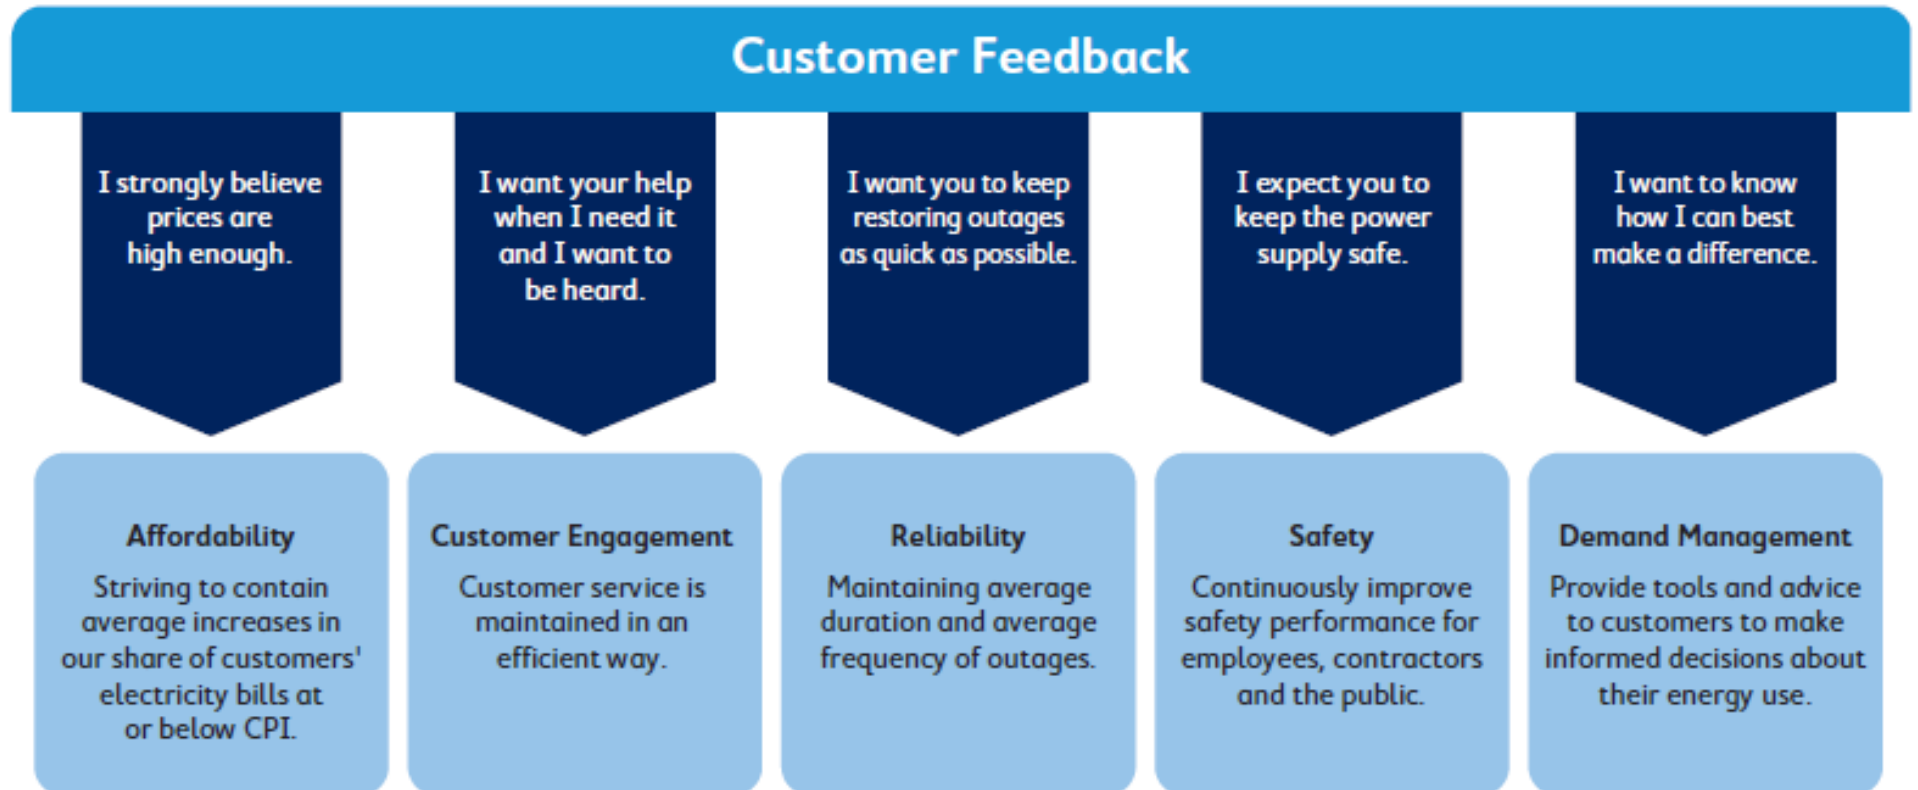 Customer Feedback
I strongly believe
prices are
high enough.
I want your help
when I need it
and I want to
be heard.
I want you to keep
restoring outages
as quick as possible.
I expect you to
keep the power
supply safe.
I want to know
how I can best
make a difference.
Affordability
Striving to contain
average increases in
our share of customers'
electricity bills at
or below CPI.
Customer Engagement
Customer service is
maintained in an
efficient way.
Reliability
Maintaining average
duration and average
frequency of outages.
Safety
Continuously improve
safety performance for
employees, contractors
and the public.
Demand Management
Provide tools and advice
to customers to make
informed decisions about
their energy use.